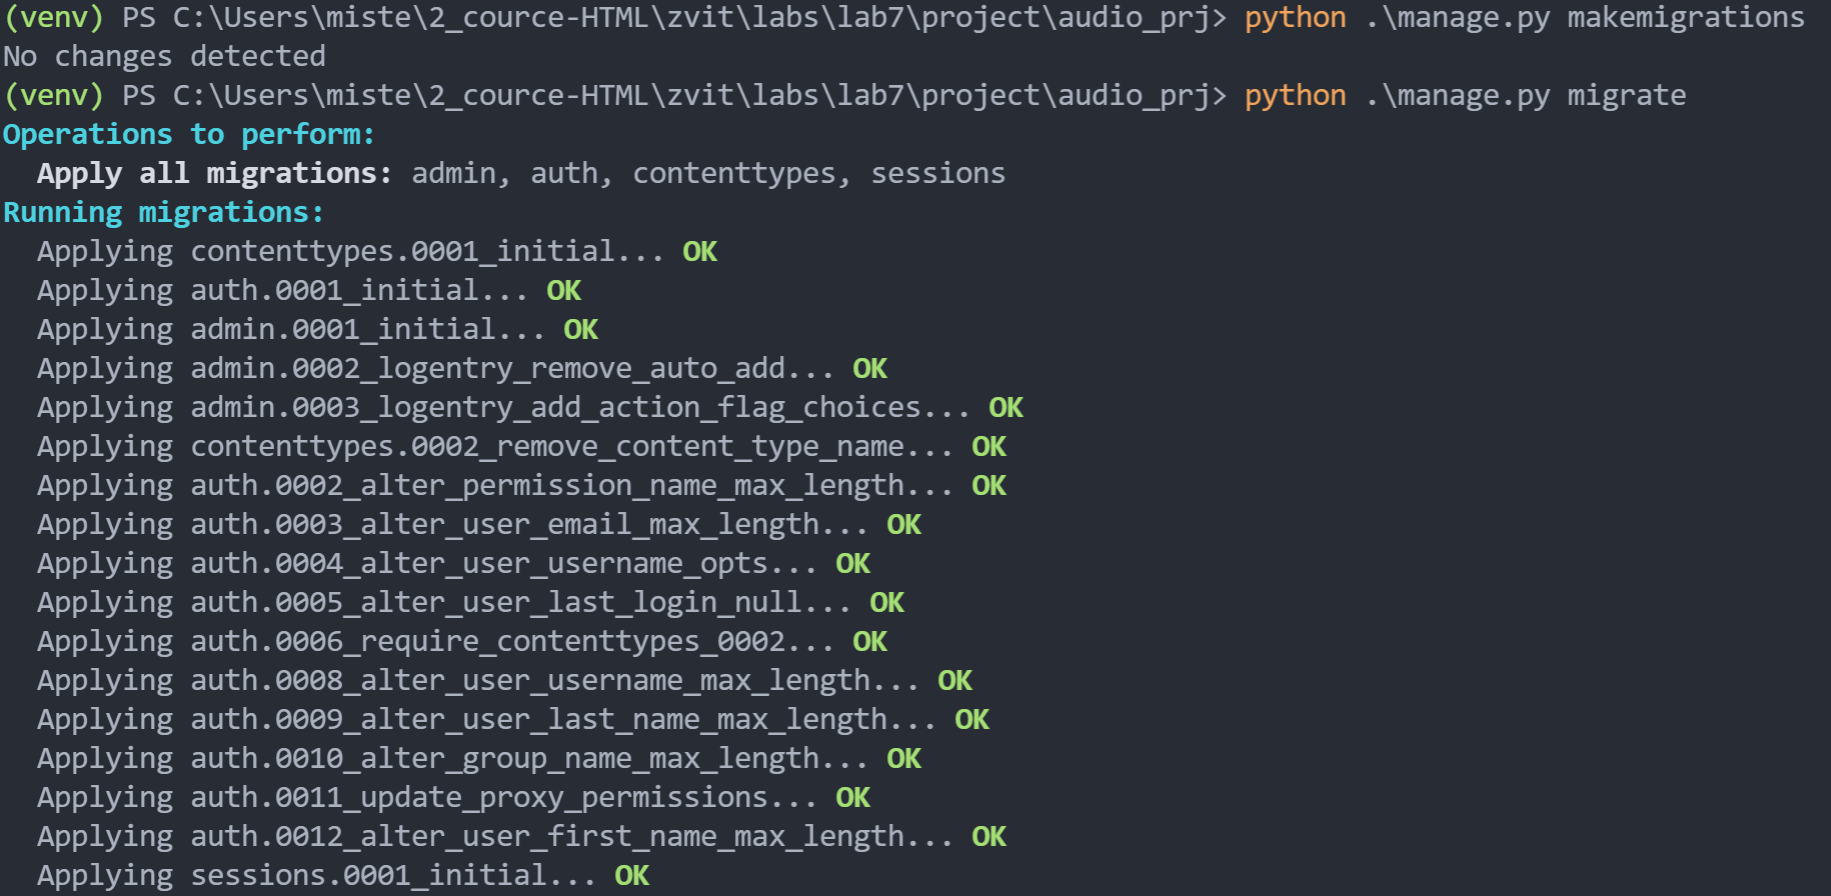 (venv) PS C:\Users\miste\2_cource-HTML\zvit\labs\lab7\project\audio_prj> python .\manage.py makemigrations
No changes detected
(venv) PS C:\Users\miste\2_cource-HTML\zvit\labs\lab7\project\audio_prj> python .\manage.py migrate
Operations to perform:
  Apply all migrations: admin, auth, contenttypes, sessions
Running migrations:
  Applying contenttypes.0001_initial... OK
  Applying auth.0001_initial... OK
  Applying admin.0001_initial... OK
  Applying admin.0002_logentry_remove_auto_add... OK
  Applying admin.0003_logentry_add_action_flag_choices... OK
  Applying contenttypes.0002_remove_content_type_name... OK
  Applying auth.0002_alter_permission_name_max_length... OK
  Applying auth.0003_alter_user_email_max_length... OK
  Applying auth.0004_alter_user_username_opts... OK
  Applying auth.0005_alter_user_last_login_null... OK
  Applying auth.0006_require_contenttypes_0002... OK
  Applying auth.0008_alter_user_username_max_length... OK
  Applying auth.0009_alter_user_last_name_max_length... OK
  Applying auth.0010_alter_group_name_max_length... OK
  Applying auth.0011_update_proxy_permissions... OK
  Applying auth.0012_alter_user_first_name_max_length... OK
  Applying sessions.0001_initial... OK